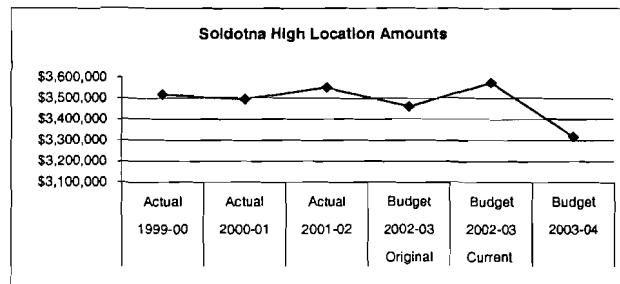 Soldotna High Location Amounts
$3,600,000
$3,500,000
$3,400,000
$3,300,000
$3,200,000
$3,100,000
Actual Actual Actual Budget Budget Budget
1999-00 2000-01 2001-02 2002-03 2002-03 2003-04
Original Current